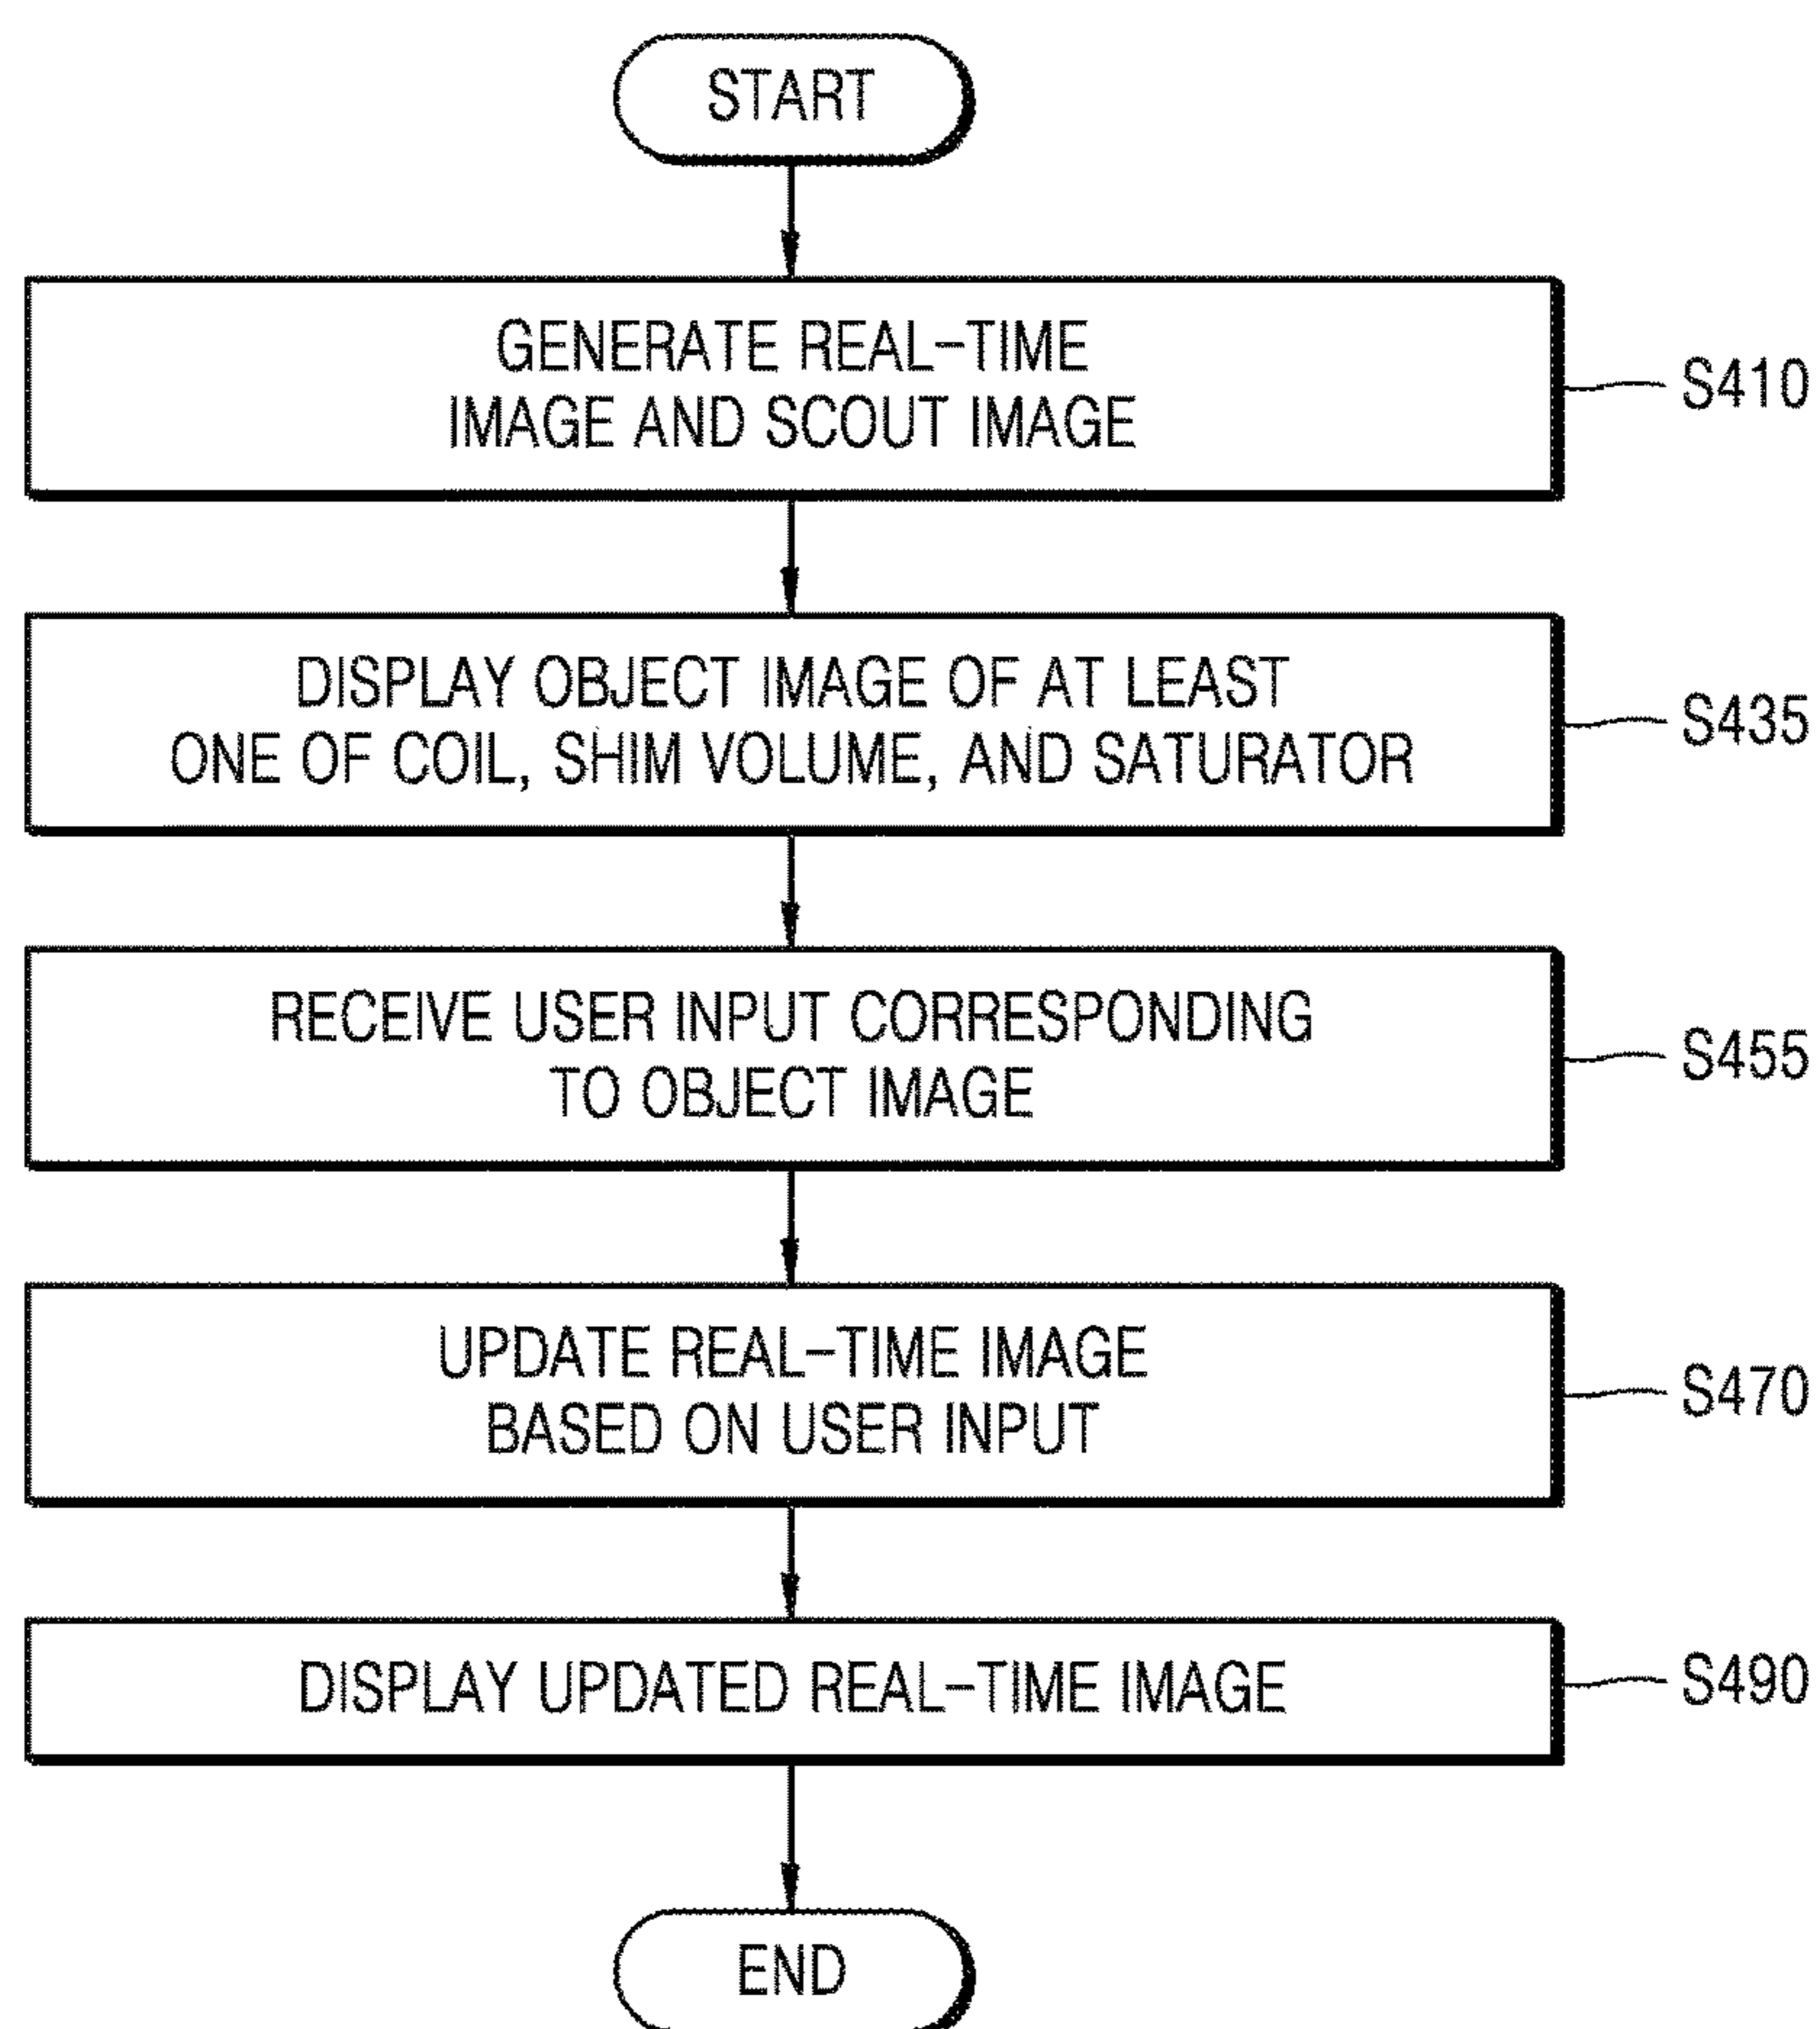 START
GENERATE REAL-TIME
IMAGE AND SCOUT IMAGE
S410
DISPLAY OBJECT IMAGE OF AT LEAST
ONE OF COIL, SHIM VOLUME, AND SATURATOR
S435
RECEIVE USER INPUT CORRESPONDING
TO OBJECT IMAGE
S455
UPDATE REAL-TIME IMAGE
BASED ON USER INPUT
S470
DISPLAY UPDATED REAL-TIME IMAGE
S490
END